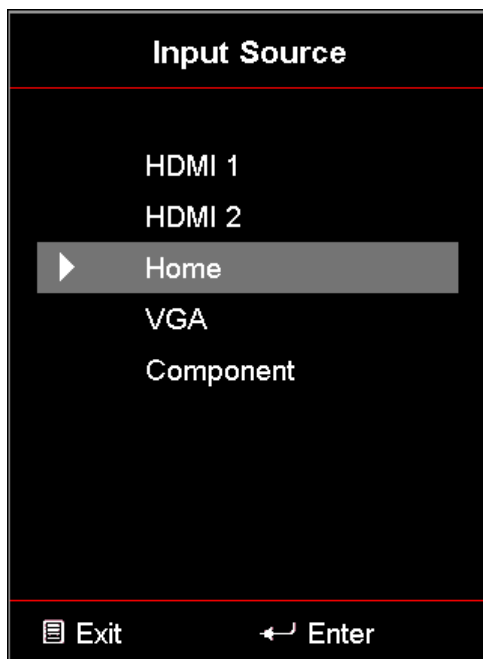 Input Source
HDMI 1
HDMI 2
Home
VGA
Component
Exit Enter